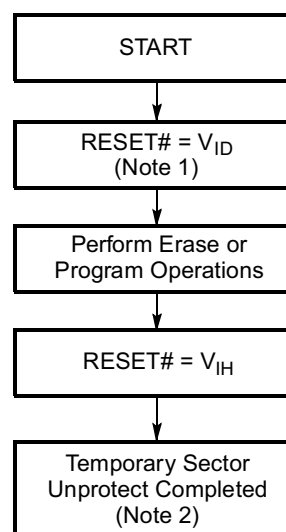 START
RESET# = VID
(Note 1)
Perform Erase or
Program Operations
RESET# = VIH
Temporary Sector
Unprotect Completed
(Note 2)